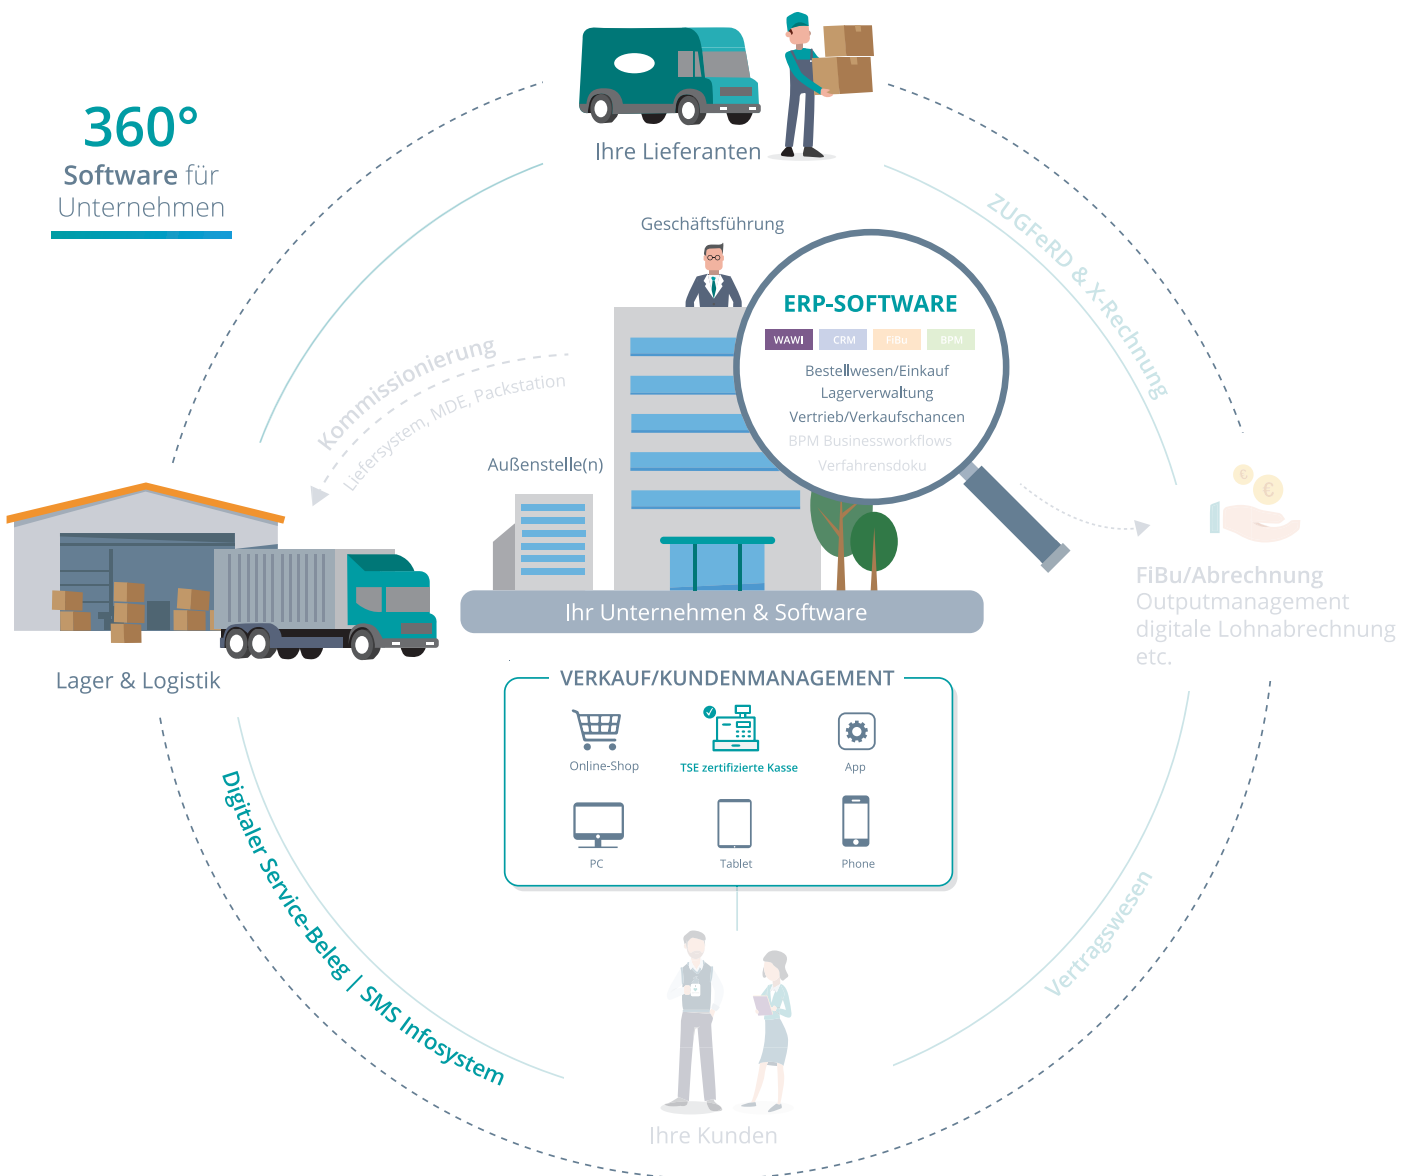 360°
Software für
Unternehmen
Ihre Lieferanten
Geschäftsführung
ZUGFeRD & X-Rechnung
ERP-SOFTWARE
WAWI CRM FiBu BPM
Bestellwesen/Einkauf
Lagerverwaltung
Vertrieb/Verkaufschancen
BPM Businessworkflows
Verfahrensdoku
Kommissionierung
Liefersystem, MDE, Packstation
Außenstelle(n)
Ihr Unternehmen & Software
FiBu/Abrechnung
Outputmanagement
digitale Lohnabrechnung
etc.
Lager & Logistik
VERKAUF/KUNDENMANAGEMENT
Online-Shop
TSE zertifizierte Kasse
App
PC
Tablet
Phone
Digitaler Service-Beleg | SMS Infosystem
Vertragswesen
Ihre Kunden